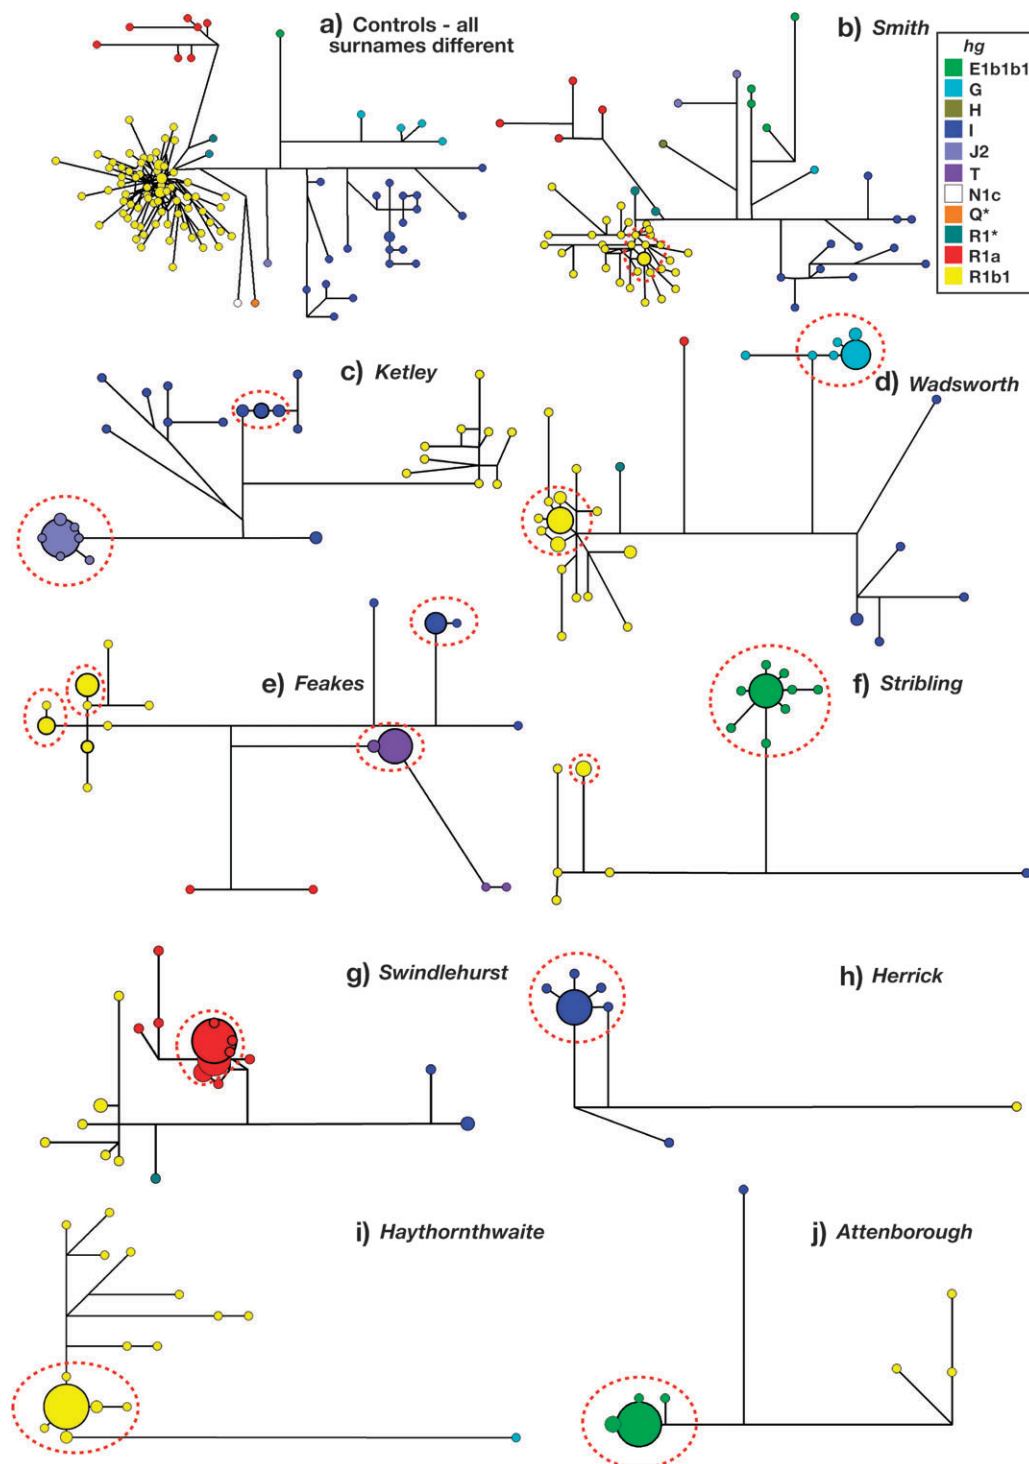 a) Controls - all
surnames different
b) Smith
hg
E1b1b1
G
H
I
J2
T
N1c
Q*
R1*
R1a
R1b1
c) Ketley
d) Wadsworth
e) Feakes
f) Stribling
g) Swindlehurst
h) Herrick
i) Haythornthwaite
j) Attenborough